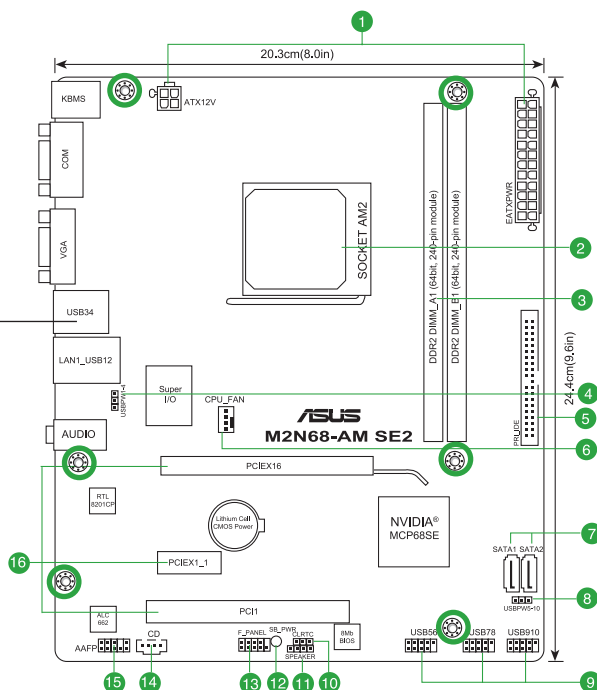 1
20.3cm(8.0in)
KBMS
ATX12V
COM
EATXPWR
SOCKET AM2
DDR2 DIMM_A1 (64bit, 240-pin module)
DDR2 DIMM_B1 (64bit, 240-pin module)
2
VGA
3
USB34
24.4cm(9.6in)
LAN1_USB12
USBPW1-4
4
Super
I/O
CPU_FAN
PRI_IDE
5
ASUS
M2N68-AM SE2
AUDIO
6
PCIEX16
RTL
8201CP
Lithium Cell
CMOS Power
NVIDIA®
MCP68SE
7
SATA1 SATA2
16
PCIEX1_1
8
USBPW5-10
PCI1
ALC
662
CD
F_PANEL
SB_PWR
CLRTC
8Mb
BIOS
USB56
USB78
USB910
AAFP
SPEAKER
15
14
13
12
11
10
9